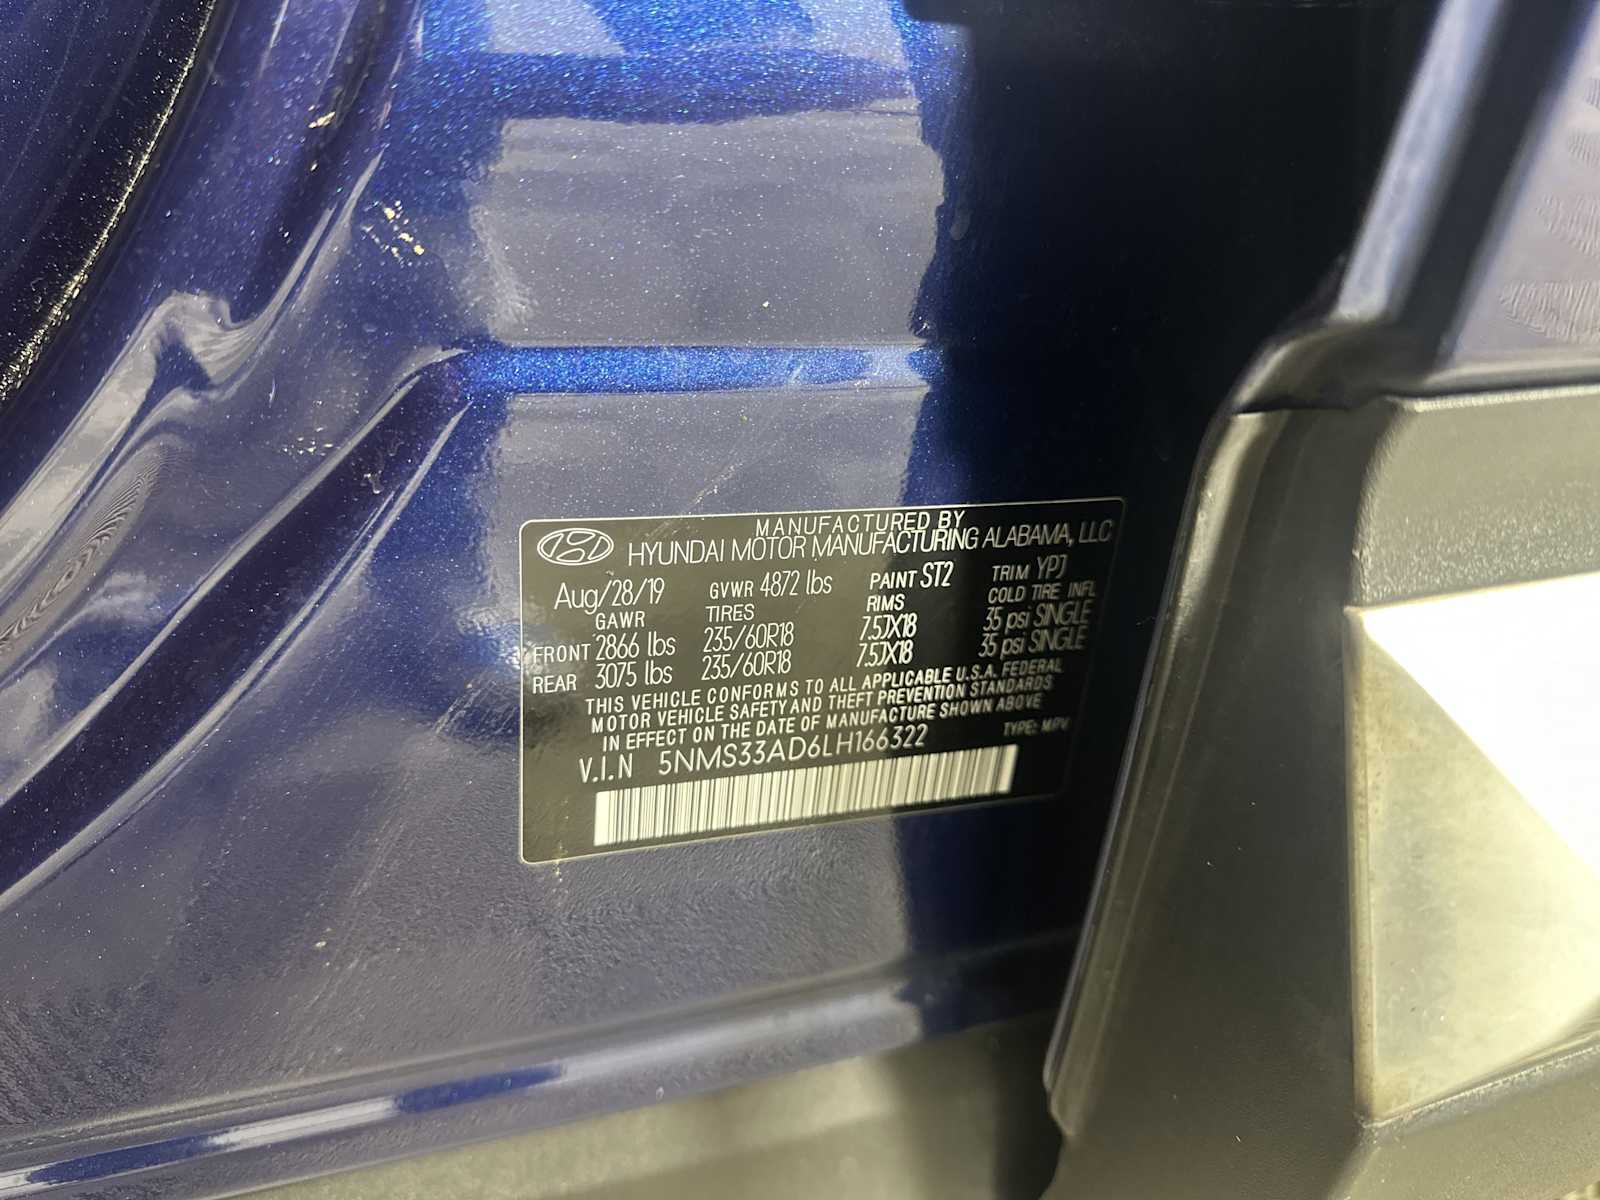 MANUFACTURED BY
HYUNDAI MOTOR MANUFACTURING ALABAMA, LLC
Aug/28/19 GVWR 4872 lbs PAINT ST2 TRIM YPJ
GAWR TIRES RIMS COLD TIRE INFL
FRONT 2866 lbs 235/60R18 7.5JX18 35 psi SINGLE
REAR 3075 lbs 235/60R18 7.5JX18 35 psi SINGLE
THIS VEHICLE CONFORMS TO ALL APPLICABLE U.S.A. FEDERAL
MOTOR VEHICLE SAFETY AND THEFT PREVENTION STANDARDS
IN EFFECT ON THE DATE OF MANUFACTURE SHOWN ABOVE
V.I.N 5NMS33AD6LH166322 TYPE: MPV